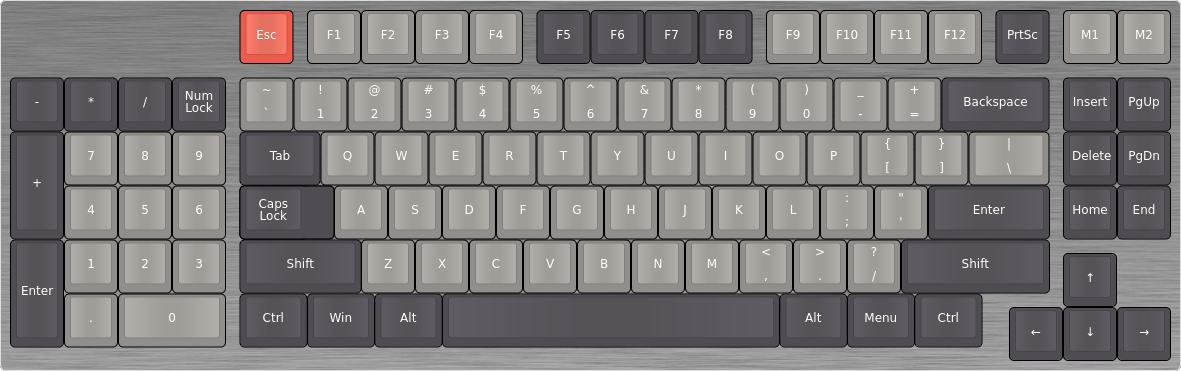 Esc F1 F2 F3 F4 F5 F6 F7 F8 F9 F10 F11 F12 PrtSc M1 M2
- * / Num
Lock
~ ! @ # $ % ^ & * ( ) _ +
` 1 2 3 4 5 6 7 8 9 0 - =
Backspace Insert PgUp
+ 7 8 9 Tab Q W E R T Y U I O P { } |
[ ] \
Delete PgDn
4 5 6 Caps
Lock
A S D F G H J K L : "
; '
Enter Home End
Enter 1 2 3 Shift Z X C V B N M < > ?
, . /
Shift ↑
. 0 Ctrl Win Alt Alt Menu Ctrl ← ↓ →